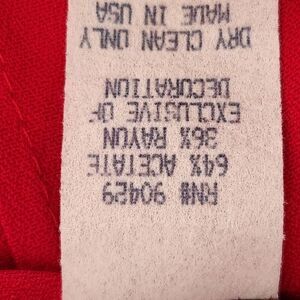 RN# 90429
64% ACETATE
36% RAYON
EXCLUSIVE OF
DECORATION
DRY CLEAN ONLY
MADE IN USA